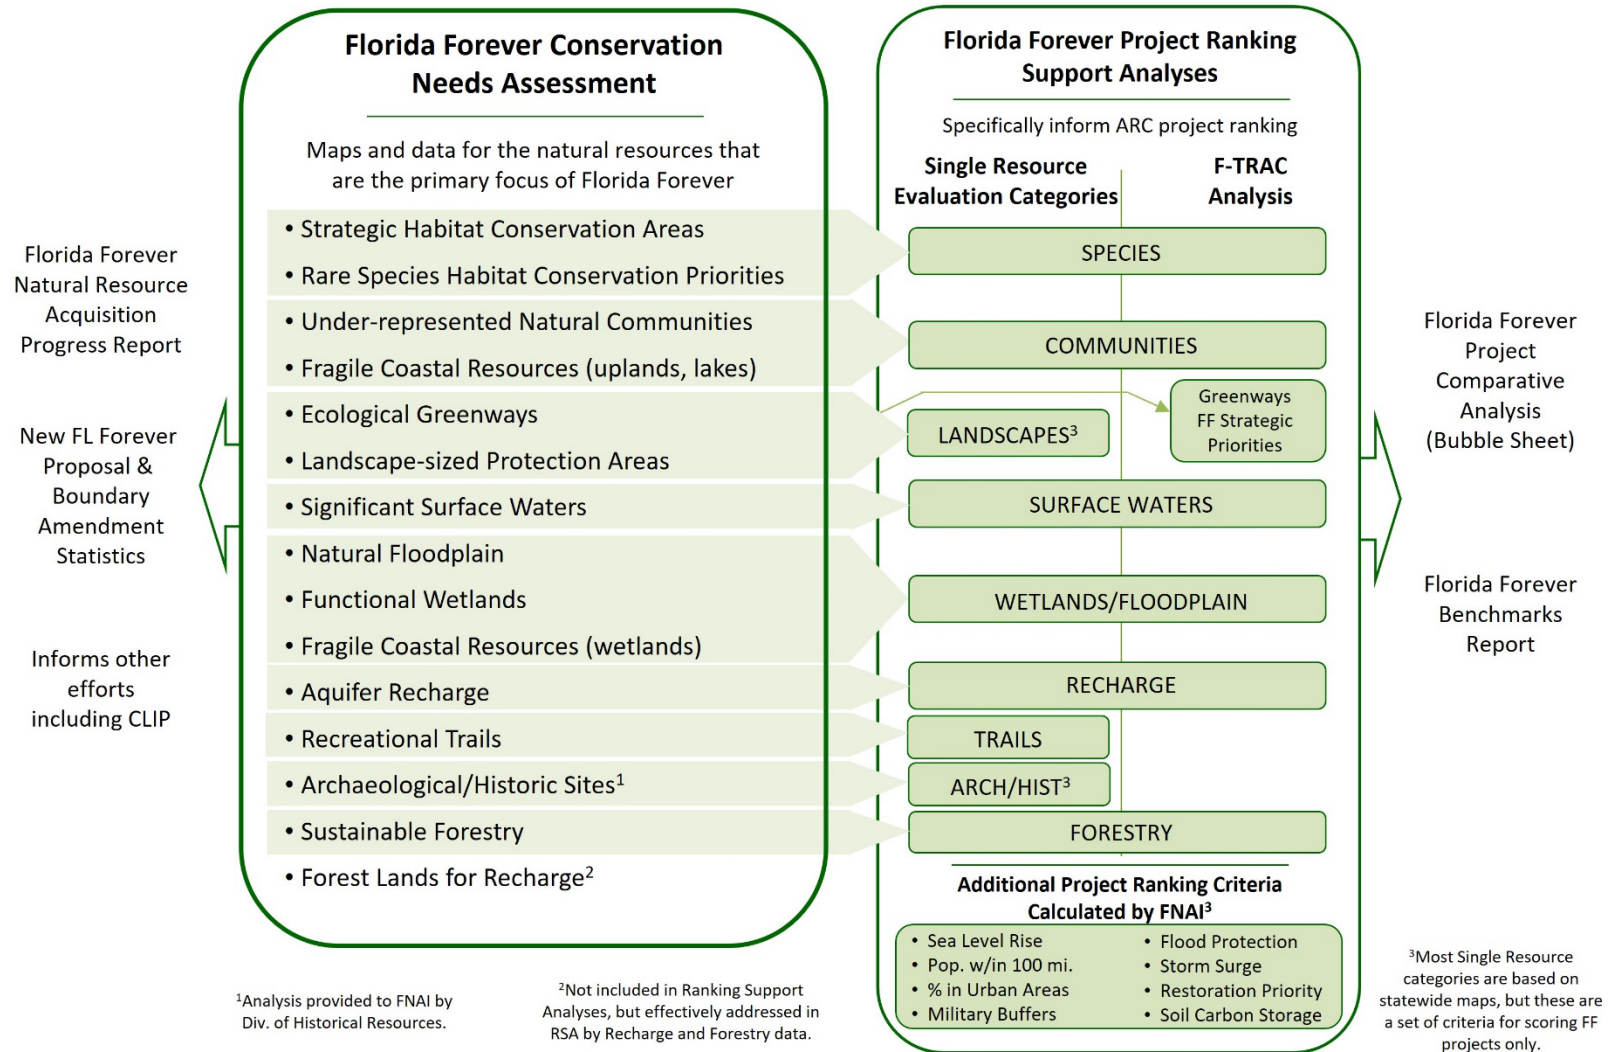 Florida Forever Conservation
Needs Assessment
Maps and data for the natural resources that
are the primary focus of Florida Forever
• Strategic Habitat Conservation Areas
• Rare Species Habitat Conservation Priorities
• Under-represented Natural Communities
• Fragile Coastal Resources (uplands, lakes)
• Ecological Greenways
• Landscape-sized Protection Areas
• Significant Surface Waters
• Natural Floodplain
• Functional Wetlands
• Fragile Coastal Resources (wetlands)
• Aquifer Recharge
• Recreational Trails
• Archaeological/Historic Sites¹
• Sustainable Forestry
• Forest Lands for Recharge²
Florida Forever
Natural Resource
Acquisition
Progress Report
New FL Forever
Proposal &
Boundary
Amendment
Statistics
Informs other
efforts
including CLIP
Florida Forever Project Ranking
Support Analyses
Specifically inform ARC project ranking
Single Resource
Evaluation Categories
F-TRAC
Analysis
SPECIES
COMMUNITIES
LANDSCAPES³
Greenways
FF Strategic
Priorities
SURFACE WATERS
WETLANDS/FLOODPLAIN
RECHARGE
TRAILS
ARCH/HIST³
FORESTRY
Additional Project Ranking Criteria
Calculated by FNAI³
• Sea Level Rise
• Pop. w/in 100 mi.
• % in Urban Areas
• Military Buffers
• Flood Protection
• Storm Surge
• Restoration Priority
• Soil Carbon Storage
Florida Forever
Project
Comparative
Analysis
(Bubble Sheet)
Florida Forever
Benchmarks
Report
¹Analysis provided to FNAI by
Div. of Historical Resources.
²Not included in Ranking Support
Analyses, but effectively addressed in
RSA by Recharge and Forestry data.
³Most Single Resource
categories are based on
statewide maps, but these are
a set of criteria for scoring FF
projects only.